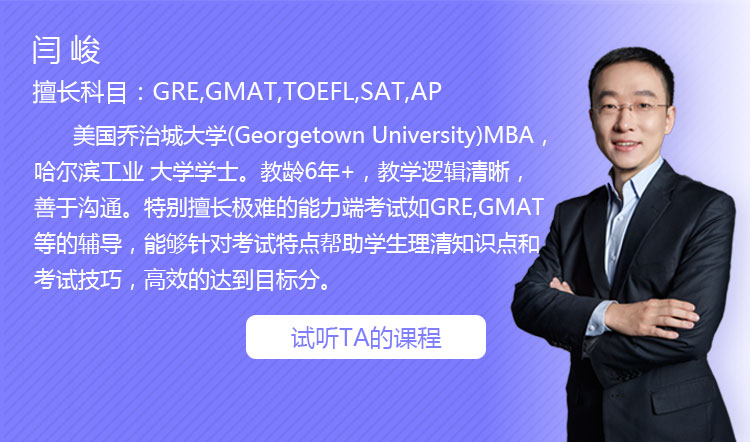 闫 峻
擅长科目：GRE,GMAT,TOEFL,SAT,AP
美国乔治城大学(Georgetown University)MBA，
哈尔滨工业 大学学士。教龄6年+，教学逻辑清晰，
善于沟通。特别擅长极难的能力端考试如GRE,GMAT
等的辅导，能够针对考试特点帮助学生理清知识点和
考试技巧，高效的达到目标分。
试听TA的课程